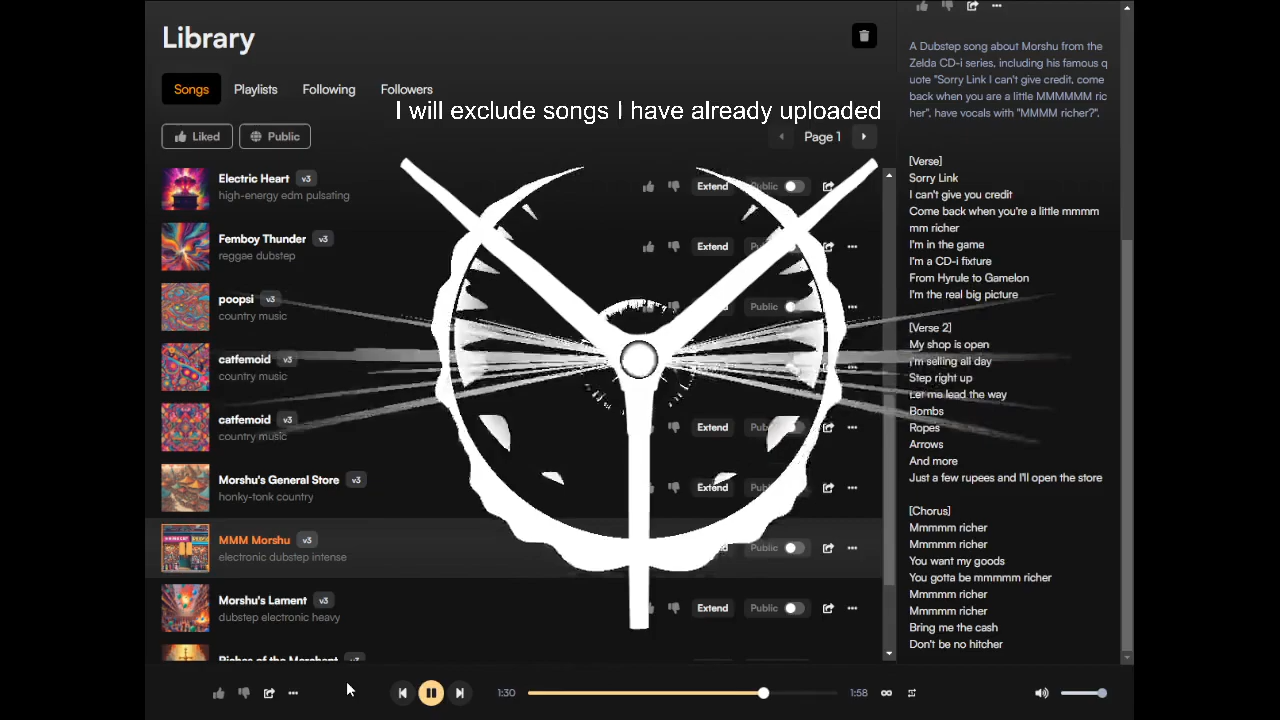 Library
Songs
Playlists
Following
Followers
I will exclude songs I have already uploaded
Liked
Public
Page 1
Electric Heart v3
high-energy edm pulsating
Extend
Public
Femboy Thunder v3
reggae dubstep
Extend
poopsi v3
country music
Public
catfemoid v3
country music
catfemoid v3
country music
Extend
Morshu's General Store v3
honky-tonk country
Extend
MMM Morshu v3
electronic dubstep intense
Public
Morshu's Lament v3
dubstep electronic heavy
Extend
Public
Riches of the Merchant v3
A Dubstep song about Morshu from the
Zelda CD-i series, including his famous q
uote "Sorry Link I can't give credit, come
back when you are a little MMMMMM ric
her", have vocals with "MMMM richer?".
[Verse]
Sorry Link
I can't give you credit
Come back when you're a little mmmm
mm richer
I'm in the game
I'm a CD-i fixture
From Hyrule to Gamelon
I'm the real big picture
[Verse 2]
My shop is open
I'm selling all day
Step right up
Let me lead the way
Bombs
Ropes
Arrows
And more
Just a few rupees and I'll open the store
[Chorus]
Mmmmm richer
Mmmmm richer
You want my goods
You gotta be mmmmm richer
Mmmmm richer
Mmmmm richer
Bring me the cash
Don't be no hitcher
1:30
1:58